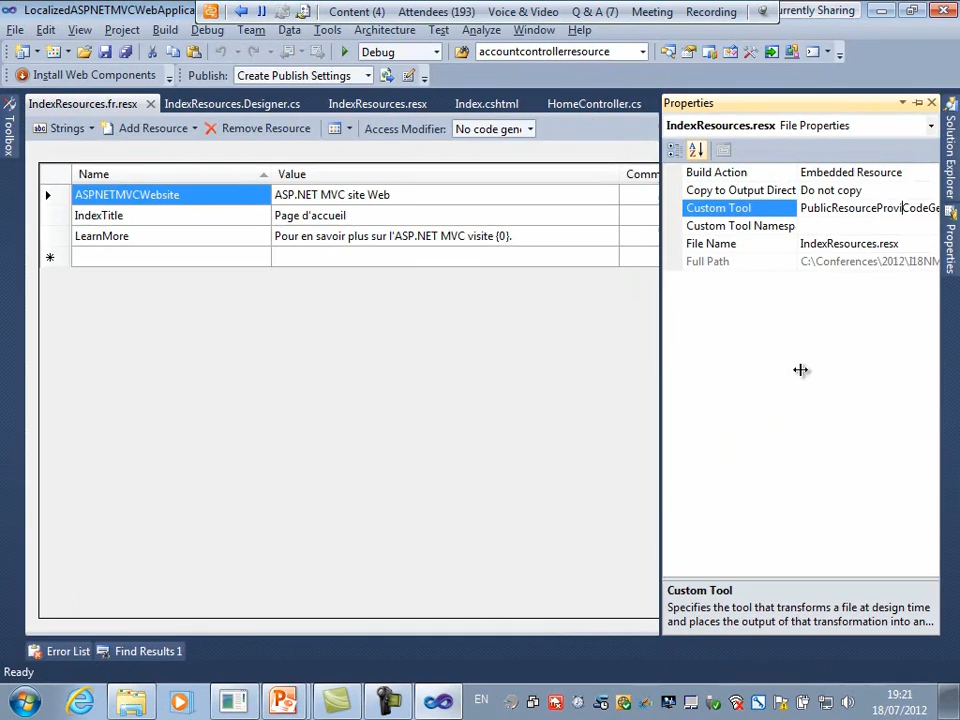 LocalizedASPNETMVCWebApplica
Content (4) Attendees (193) Voice & Video Q & A (7) Meeting Recording
urrently Sharing
File Edit View Project Build Debug Team Data Tools Architecture Test Analyze Window Help
Debug accountcontrollerresource
Install Web Components Publish: Create Publish Settings
IndexResources.fr.resx IndexResources.Designer.cs IndexResources.resx Index.cshtml HomeController.cs
Strings Add Resource Remove Resource Access Modifier: No code gen
Name Value Comm
ASPNETMVCWebsite ASP.NET MVC site Web
IndexTitle Page d'accueil
LearnMore Pour en savoir plus sur l'ASP.NET MVC visite {0}.
Properties
IndexResources.resx File Properties
Build Action Embedded Resource
Copy to Output Direct Do not copy
Custom Tool PublicResourceProviCodeGe
Custom Tool Namesp
File Name IndexResources.resx
Full Path C:\Conferences\2012\I18NM
Custom Tool
Specifies the tool that transforms a file at design time
and places the output of that transformation into an...
Toolbox
Solution Explorer
Properties
Error List Find Results 1
Ready
EN
19:21
18/07/2012